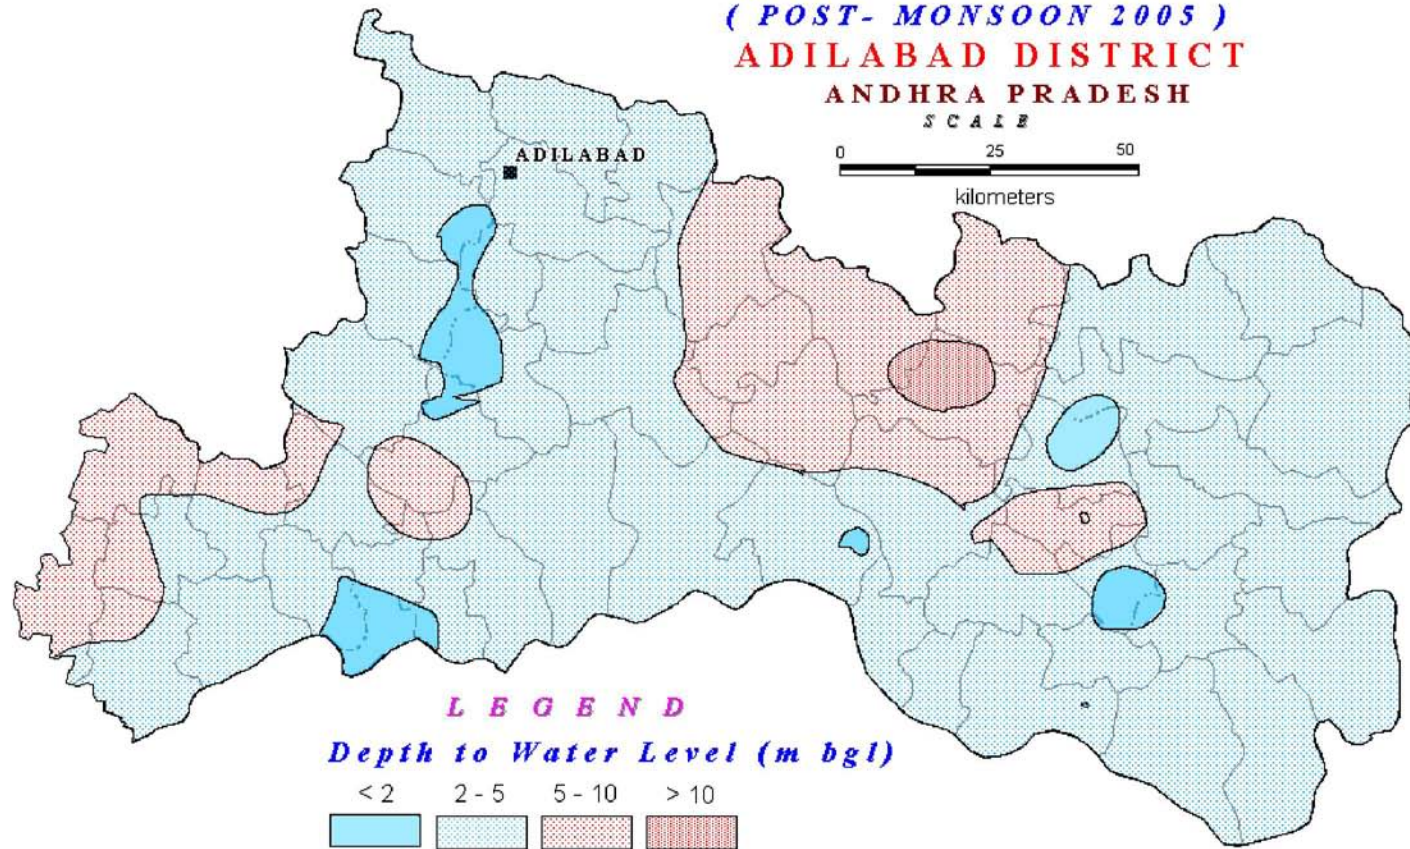 ( POST- MONSOON 2005 )
ADILABAD DISTRICT
ANDHRA PRADESH
SCALE
0 25 50
kilometers
ADILABAD
LEGEND
Depth to Water Level (m bgl)
< 2 2 - 5 5 - 10 > 10